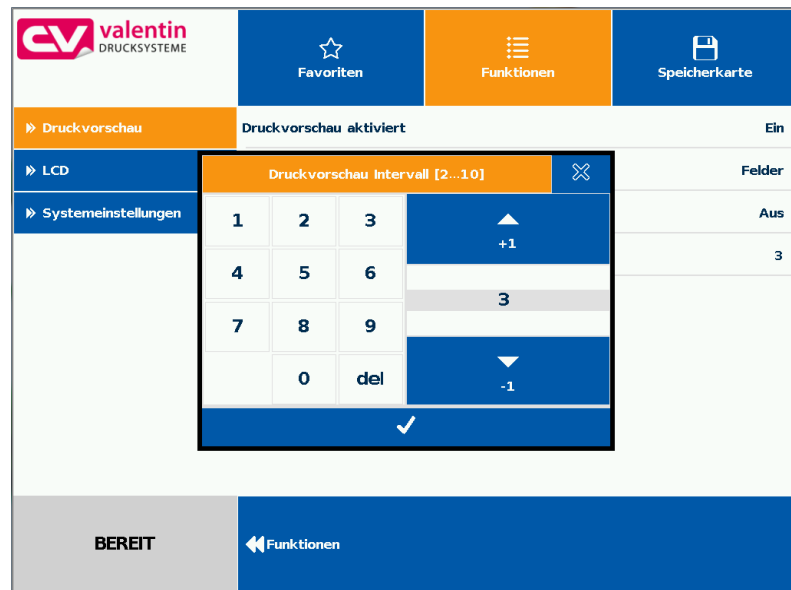 valentin
DRUCKSYSTEME
Favoriten
Funktionen
Speicherkarte
Druckvorschau
Druckvorschau aktiviert
Ein
LCD
Felder
Systemeinstellungen
Aus
3
Druckvorschau Intervall [2...10]
1 2 3
+1
4 5 6
3
7 8 9
0 del
-1
BEREIT
Funktionen